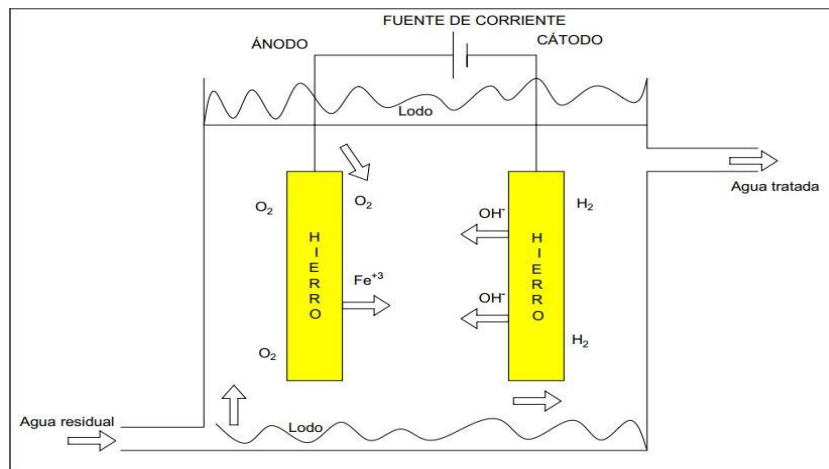 FUENTE DE CORRIENTE
ÁNODO
CÁTODO
Lodo
O₂
O₂
HIERRO
Fe⁺³
O₂
OH⁻
OH⁻
HIERRO
H₂
H₂
Agua tratada
Agua residual
Lodo